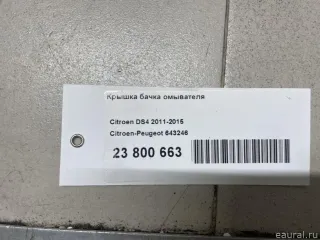 Крышка бачка омывателя
Citroen DS4 2011-2015
Citroen-Peugeot 643246
23 800 663
eaural.ru